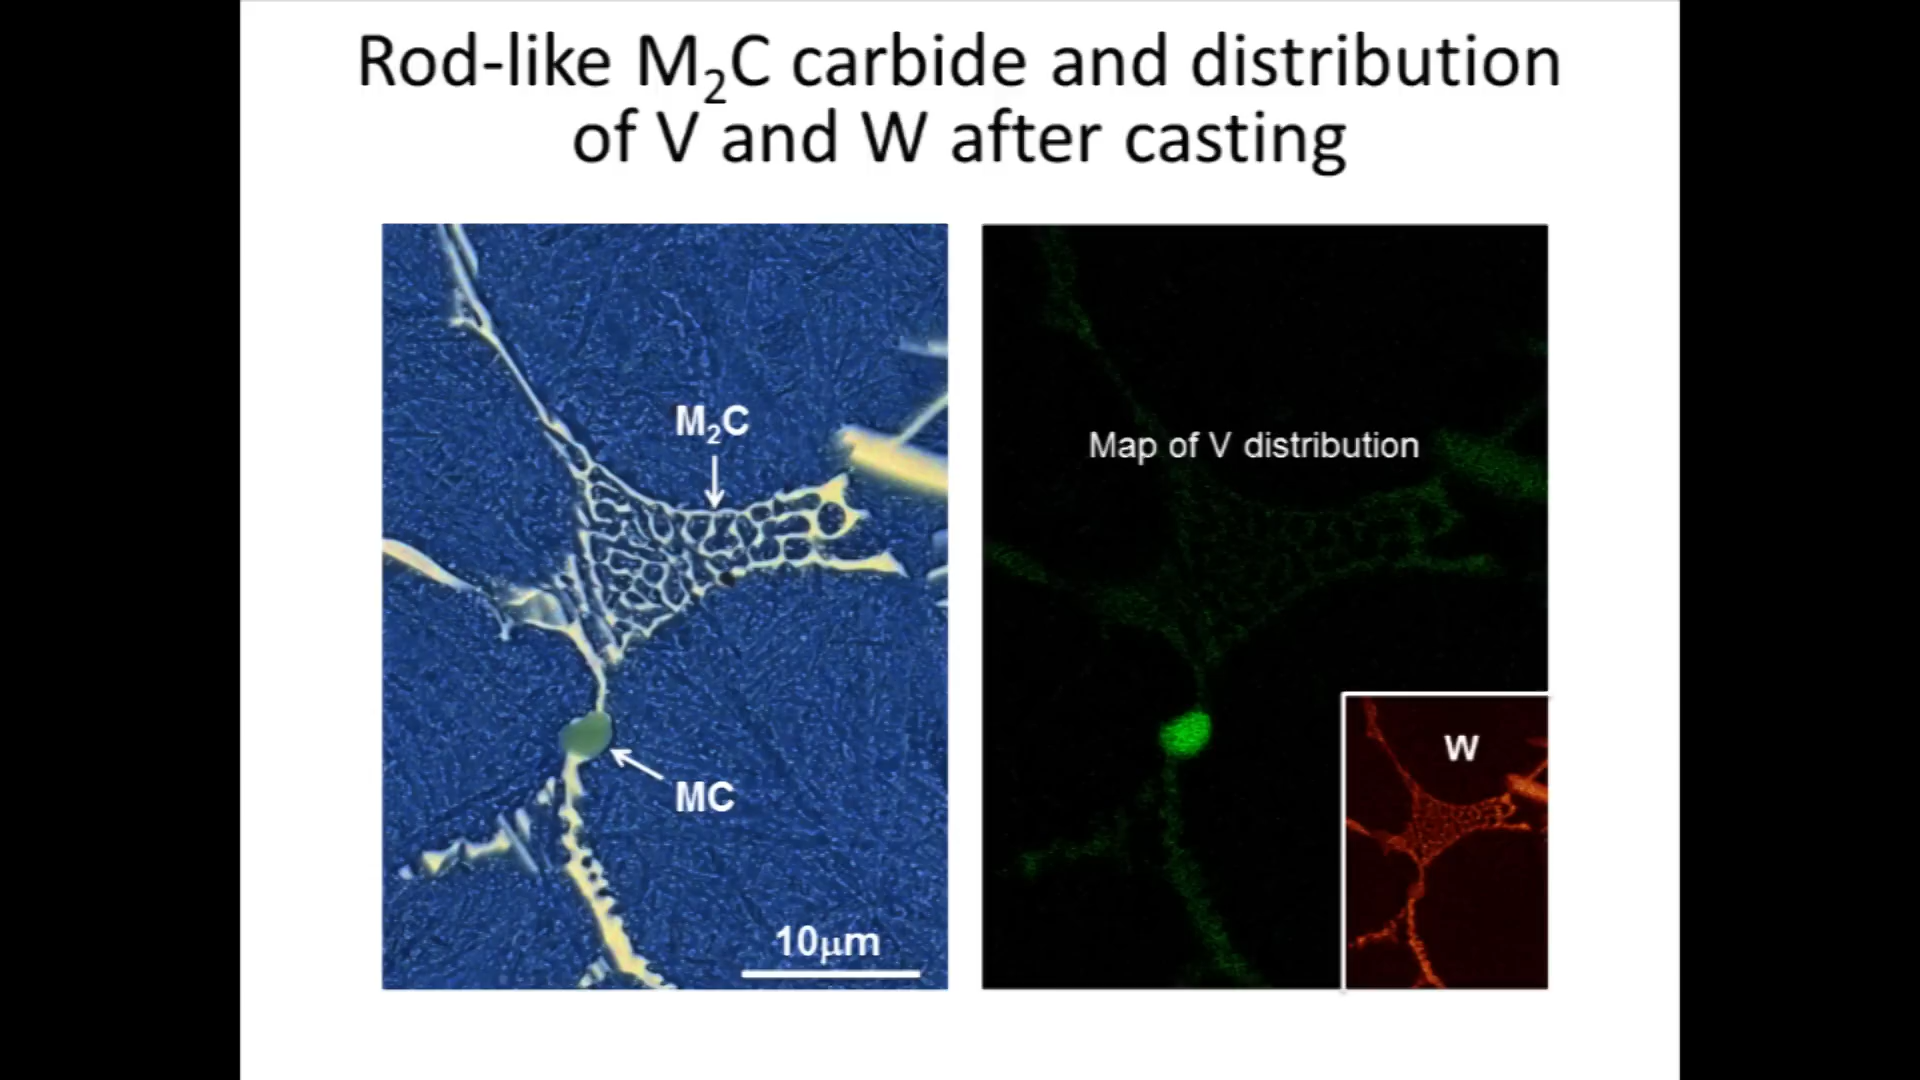 Rod-like M₂C carbide and distribution
of V and W after casting
M₂C
MC
10μm
Map of V distribution
W